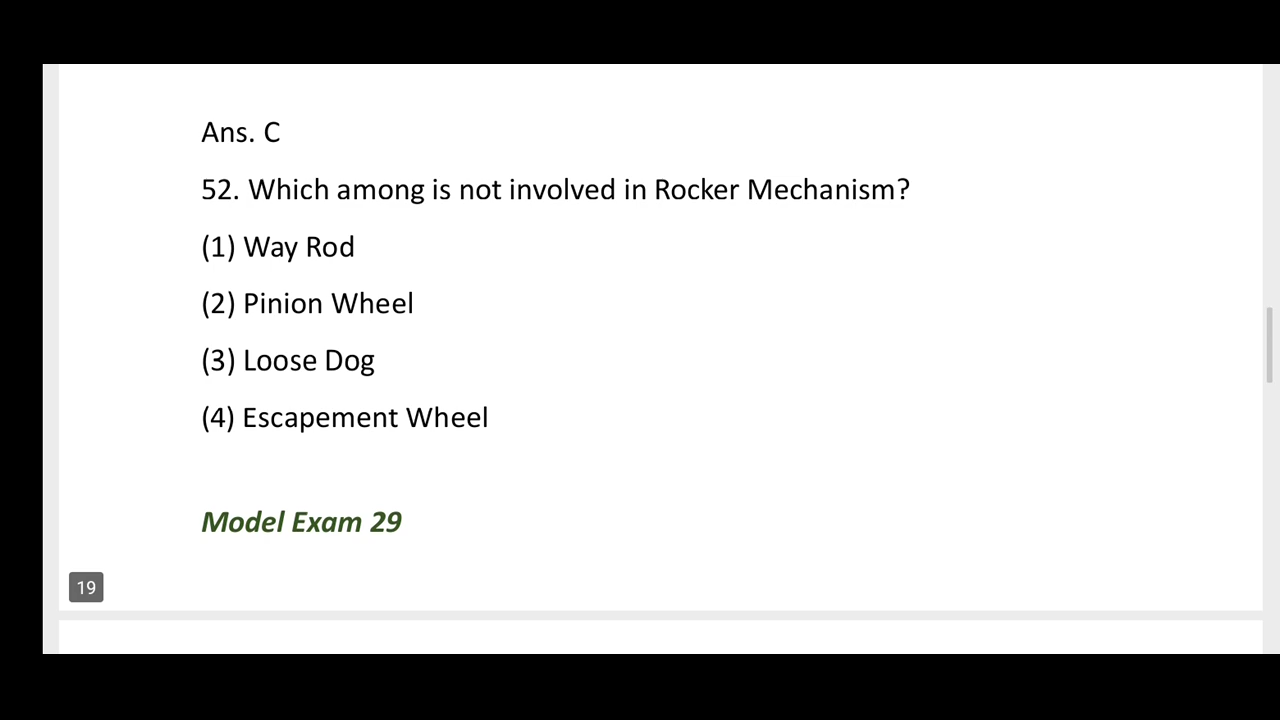 Ans. C
52. Which among is not involved in Rocker Mechanism?
(1) Way Rod
(2) Pinion Wheel
(3) Loose Dog
(4) Escapement Wheel
Model Exam 29
19